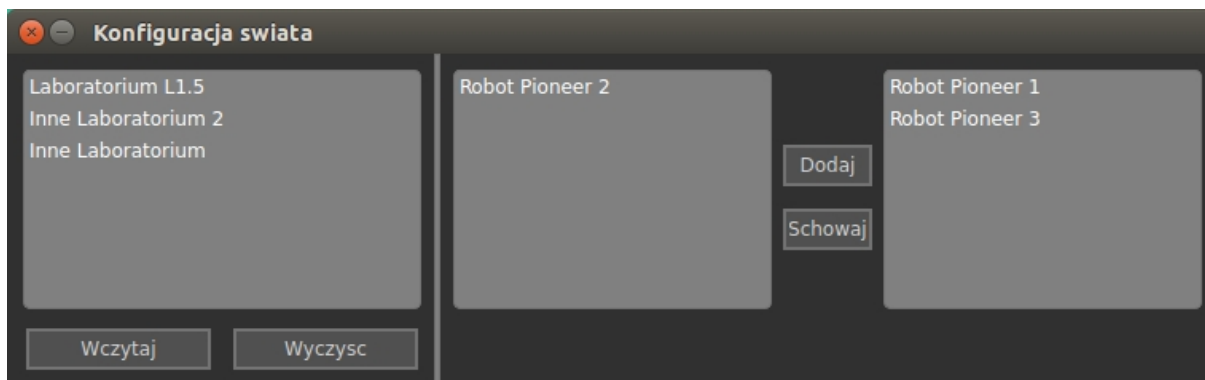 Konfiguracja swiata
Laboratorium L1.5
Inne Laboratorium 2
Inne Laboratorium
Wczytaj
Wyczysc
Robot Pioneer 2
Dodaj
Schowaj
Robot Pioneer 1
Robot Pioneer 3